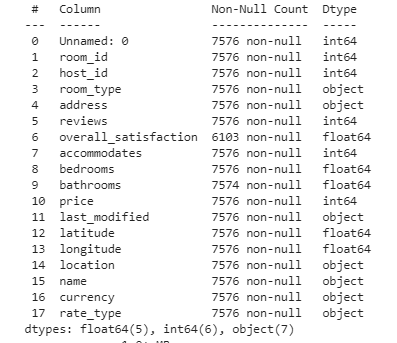 #   Column                Non-Null Count  Dtype
---  ------                --------------  -----
0   Unnamed: 0            7576 non-null   int64
1   room_id               7576 non-null   int64
2   host_id               7576 non-null   int64
3   room_type             7576 non-null   object
4   address               7576 non-null   object
5   reviews               7576 non-null   int64
6   overall_satisfaction  6103 non-null   float64
7   accommodates          7576 non-null   int64
8   bedrooms              7576 non-null   float64
9   bathrooms             7574 non-null   float64
10  price                 7576 non-null   int64
11  last_modified         7576 non-null   object
12  latitude              7576 non-null   float64
13  longitude             7576 non-null   float64
14  location              7576 non-null   object
15  name                  7576 non-null   object
16  currency              7576 non-null   object
17  rate_type             7576 non-null   object
dtypes: float64(5), int64(6), object(7)